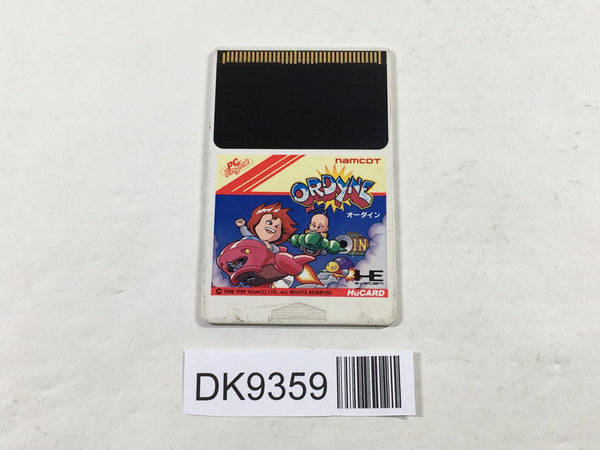 PC Engine
namcot
ORDYNE
オーダイン
IN
HE system
© 1988 1989 NAMCO LTD., ALL RIGHTS RESERVED
HuCARD
DK9359